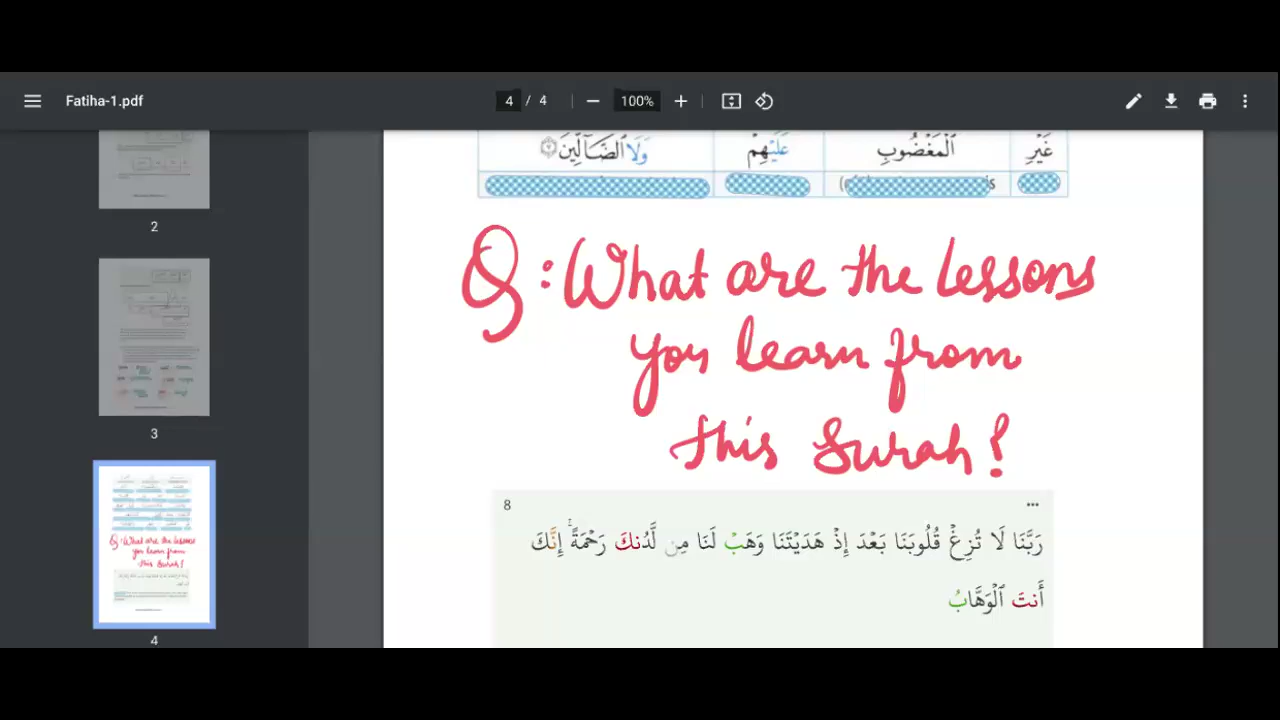 Fatiha-1.pdf
4 / 4
100%
غَيْرِ ٱلْمَغْضُوبِ عَلَيْهِمْ وَلَا ٱلضَّآلِّينَ ٧
s
Q: What are the lessons
you learn from
this Surah?
8
رَبَّنَا لَا تُزِغْ قُلُوبَنَا بَعْدَ إِذْ هَدَيْتَنَا وَهَبْ لَنَا مِن لَّدُنكَ رَحْمَةً ۚ إِنَّكَ
أَنتَ ٱلْوَهَّابُ
2
3
4